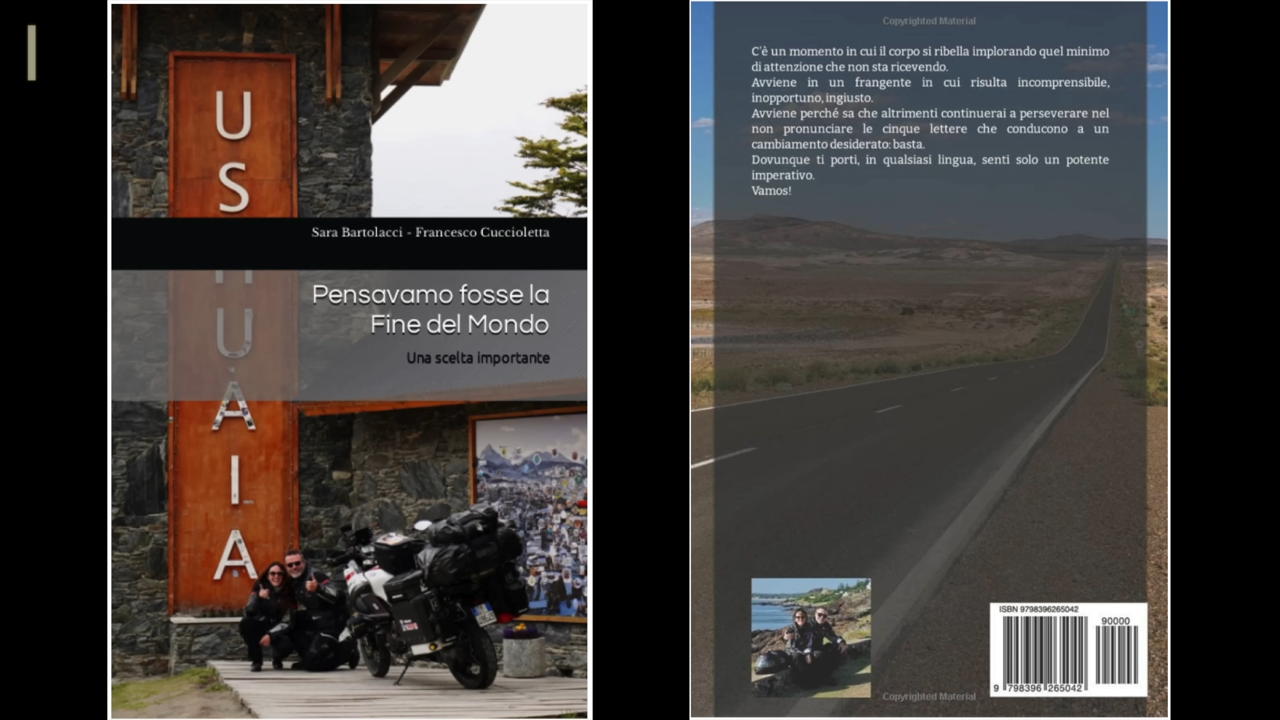 USHUAIA
Sara Bartolacci - Francesco Cuccioletta
Pensavamo fosse la
Fine del Mondo
Una scelta importante
Copyrighted Material
C'è un momento in cui il corpo si ribella implorando quel minimo
di attenzione che non sta ricevendo.
Avviene in un frangente in cui risulta incomprensibile,
inopportuno, ingiusto.
Avviene perché sa che altrimenti continuerai a perseverare nel
non pronunciare le cinque lettere che conducono a un
cambiamento desiderato: basta.
Dovunque ti porti, in qualsiasi lingua, senti solo un potente
imperativo.
Vamos!
ISBN 9798396265042
90000
9 798396 265042
Copyrighted Material